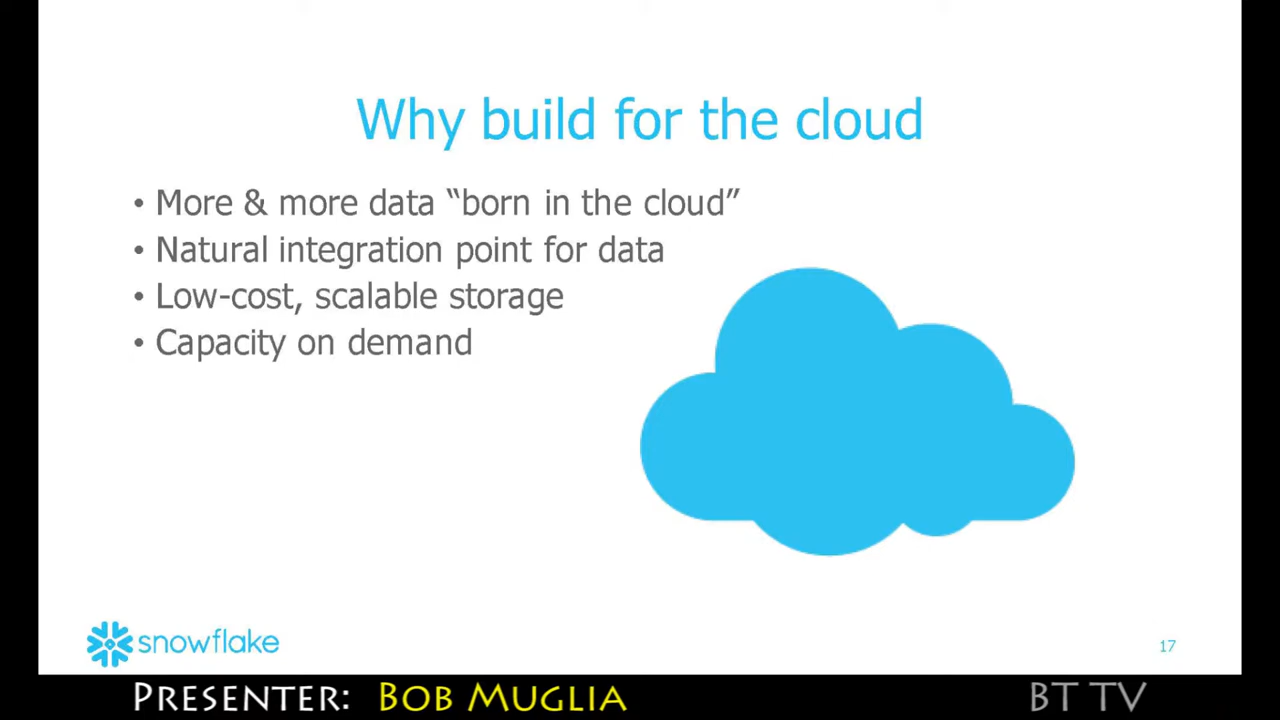 Why build for the cloud
• More & more data “born in the cloud”
• Natural integration point for data
• Low-cost, scalable storage
• Capacity on demand
snowflake
17
PRESENTER: BOB MUGLIA
BT TV